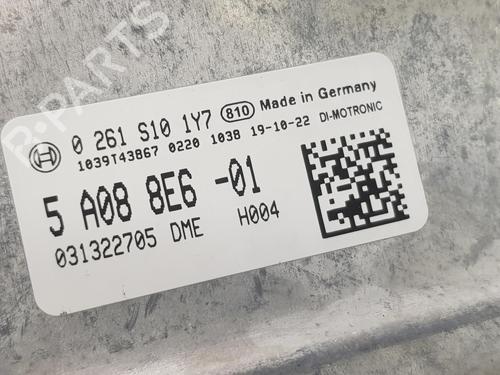 B-PARTS
0 261 S10 1Y7 810 Made in Germany
1039T43867 0220 1038 19-10-22 DI-MOTRONIC
5 A08 8E6 -01
031322705 DME H004